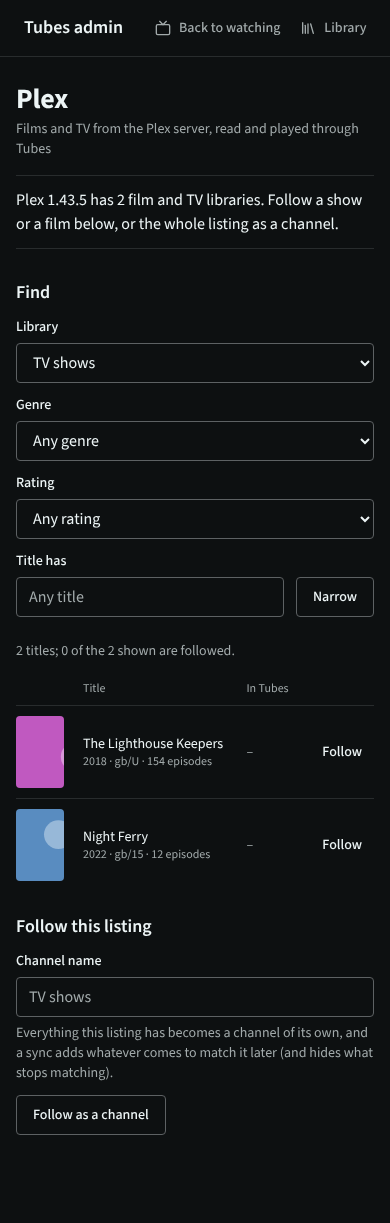 Tubes admin
Back to watching
Library
Plex
Films and TV from the Plex server, read and played through
Tubes
Plex 1.43.5 has 2 film and TV libraries. Follow a show
or a film below, or the whole listing as a channel.
Find
Library
TV shows
Genre
Any genre
Rating
Any rating
Title has
Any title
Narrow
2 titles; 0 of the 2 shown are followed.
Title
In Tubes
The Lighthouse Keepers
2018 · gb/U · 154 episodes
–
Follow
Night Ferry
2022 · gb/15 · 12 episodes
–
Follow
Follow this listing
Channel name
TV shows
Everything this listing has becomes a channel of its own, and
a sync adds whatever comes to match it later (and hides what
stops matching).
Follow as a channel